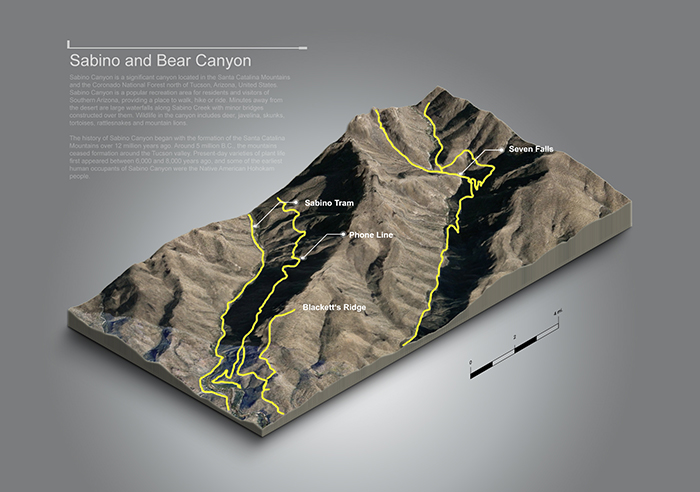 Sabino and Bear Canyon
Sabino Canyon is a significant canyon located in the Santa Catalina Mountains
and the Coronado National Forest north of Tucson, Arizona, United States.
Sabino Canyon is a popular recreation area for residents and visitors of
Southern Arizona, providing a place to walk, hike or ride. Minutes away from
the desert are large waterfalls along Sabino Creek with minor bridges
constructed over them. Wildlife in the canyon includes deer, javelina, skunks,
tortoises, rattlesnakes and mountain lions.
The history of Sabino Canyon began with the formation of the Santa Catalina
Mountains over 12 million years ago. Around 5 million B.C., the mountains
ceased formation around the Tucson valley. Present day varieties of plant life
first appeared between 6,000 and 8,000 years ago, and some of the earliest
human occupants of Sabino Canyon were the Native American Hohokam
people.
Seven Falls
Sabino Tram
Phone Line
Blackett's Ridge
0 2 4 mi